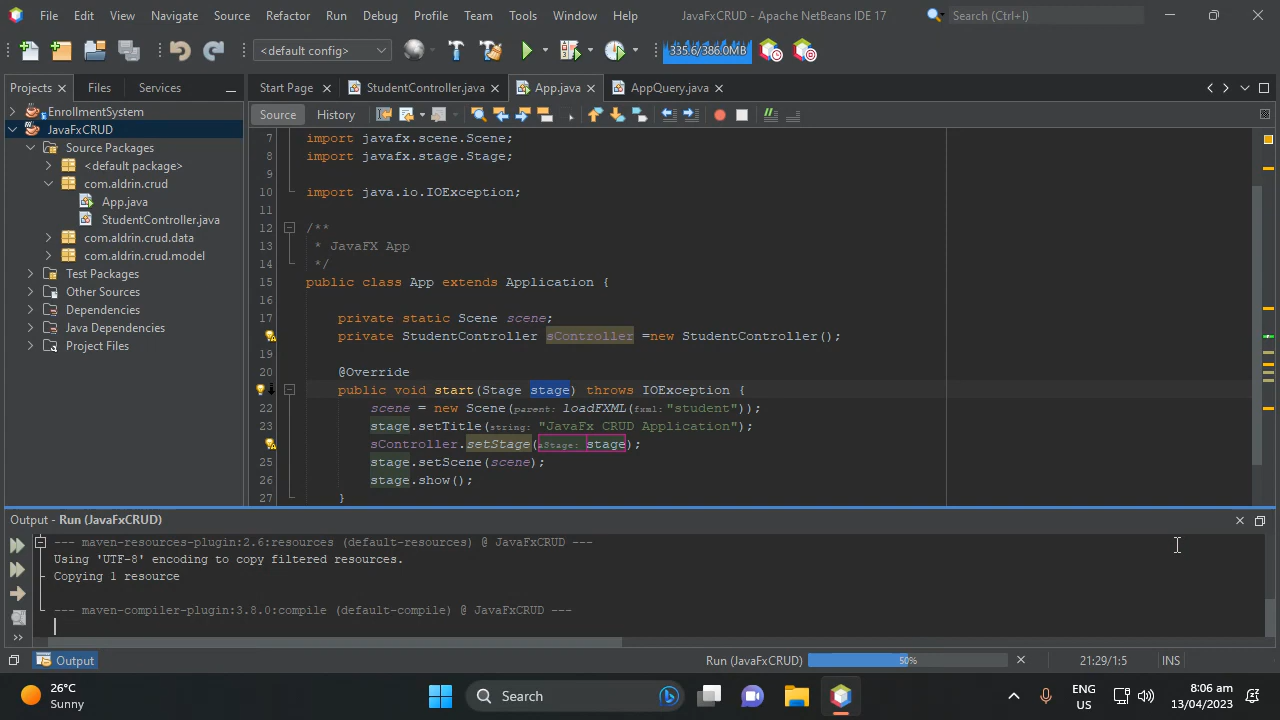 File Edit View Navigate Source Refactor Run Debug Profile Team Tools Window Help JavaFxCRUD - Apache NetBeans IDE 17 Search (Ctrl+I)
<default config> 335.6/386.0MB
Projects Files Services Start Page StudentController.java App.java AppQuery.java
Source History
EnrollmentSystem
JavaFxCRUD
Source Packages
<default package>
com.aldrin.crud
App.java
StudentController.java
com.aldrin.crud.data
com.aldrin.crud.model
Test Packages
Other Sources
Dependencies
Java Dependencies
Project Files
7 import javafx.scene.Scene;
8 import javafx.stage.Stage;
9
10 import java.io.IOException;
11
12 /**
13 * JavaFX App
14 */
15 public class App extends Application {
16
17 private static Scene scene;
private StudentController sController =new StudentController();
19
20 @Override
public void start(Stage stage) throws IOException {
22 scene = new Scene(parent: loadFXML(fxml:"student"));
23 stage.setTitle(string: "JavaFx CRUD Application");
sController.setStage(aStage: stage);
25 stage.setScene(scene);
26 stage.show();
27 }
Output - Run (JavaFxCRUD)
--- maven-resources-plugin:2.6:resources (default-resources) @ JavaFxCRUD ---
Using 'UTF-8' encoding to copy filtered resources.
Copying 1 resource
--- maven-compiler-plugin:3.8.0:compile (default-compile) @ JavaFxCRUD ---
Output Run (JavaFxCRUD) 50% 21:29/1:5 INS
26°C
Sunny
Search
ENG
US
8:06 am
13/04/2023